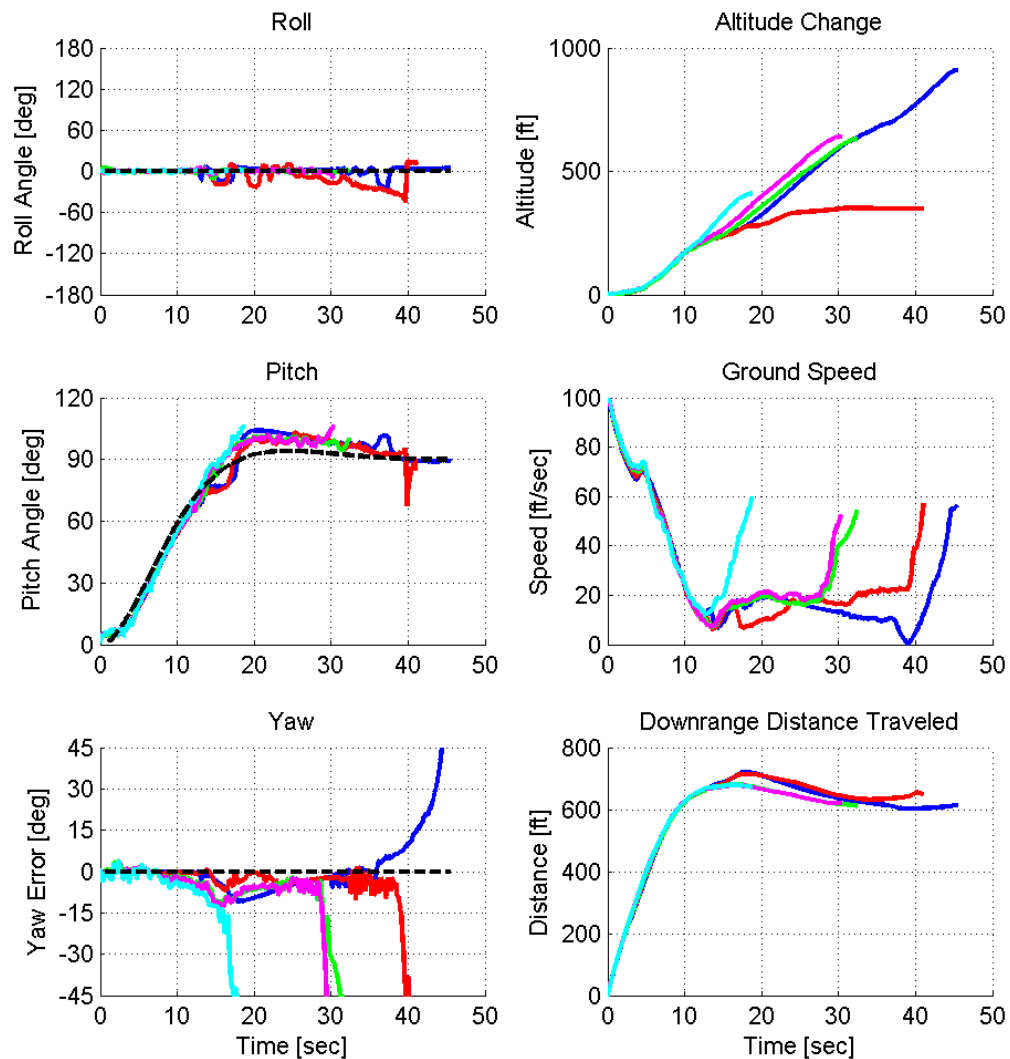 Roll
180
120
60
0
-60
-120
-180
Roll Angle [deg]
0 10 20 30 40 50
Altitude Change
1000
500
0
Altitude [ft]
0 10 20 30 40 50
Pitch
120
90
60
30
0
Pitch Angle [deg]
0 10 20 30 40 50
Ground Speed
100
80
60
40
20
0
Speed [ft/sec]
0 10 20 30 40 50
Yaw
45
30
15
0
-15
-30
-45
Yaw Error [deg]
0 10 20 30 40 50
Time [sec]
Downrange Distance Traveled
800
600
400
200
0
Distance [ft]
0 10 20 30 40 50
Time [sec]